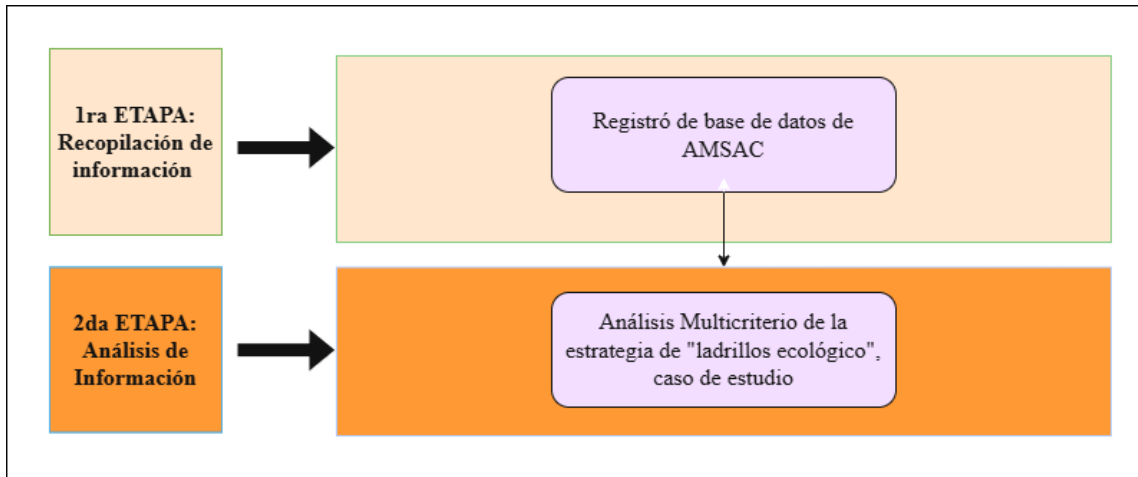 1ra ETAPA:
Recopilación de
información
Registró de base de datos de
AMSAC
2da ETAPA:
Análisis de
Información
Análisis Multicriterio de la
estrategia de "ladrillos ecológico",
caso de estudio